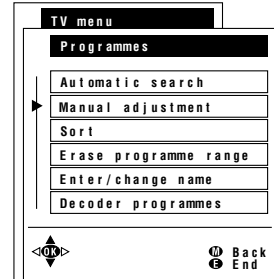 TV menu
Programmes
Automatic search
Manual adjustment
Sort
Erase programme range
Enter/change name
Decoder programmes
OK
M Back
E End